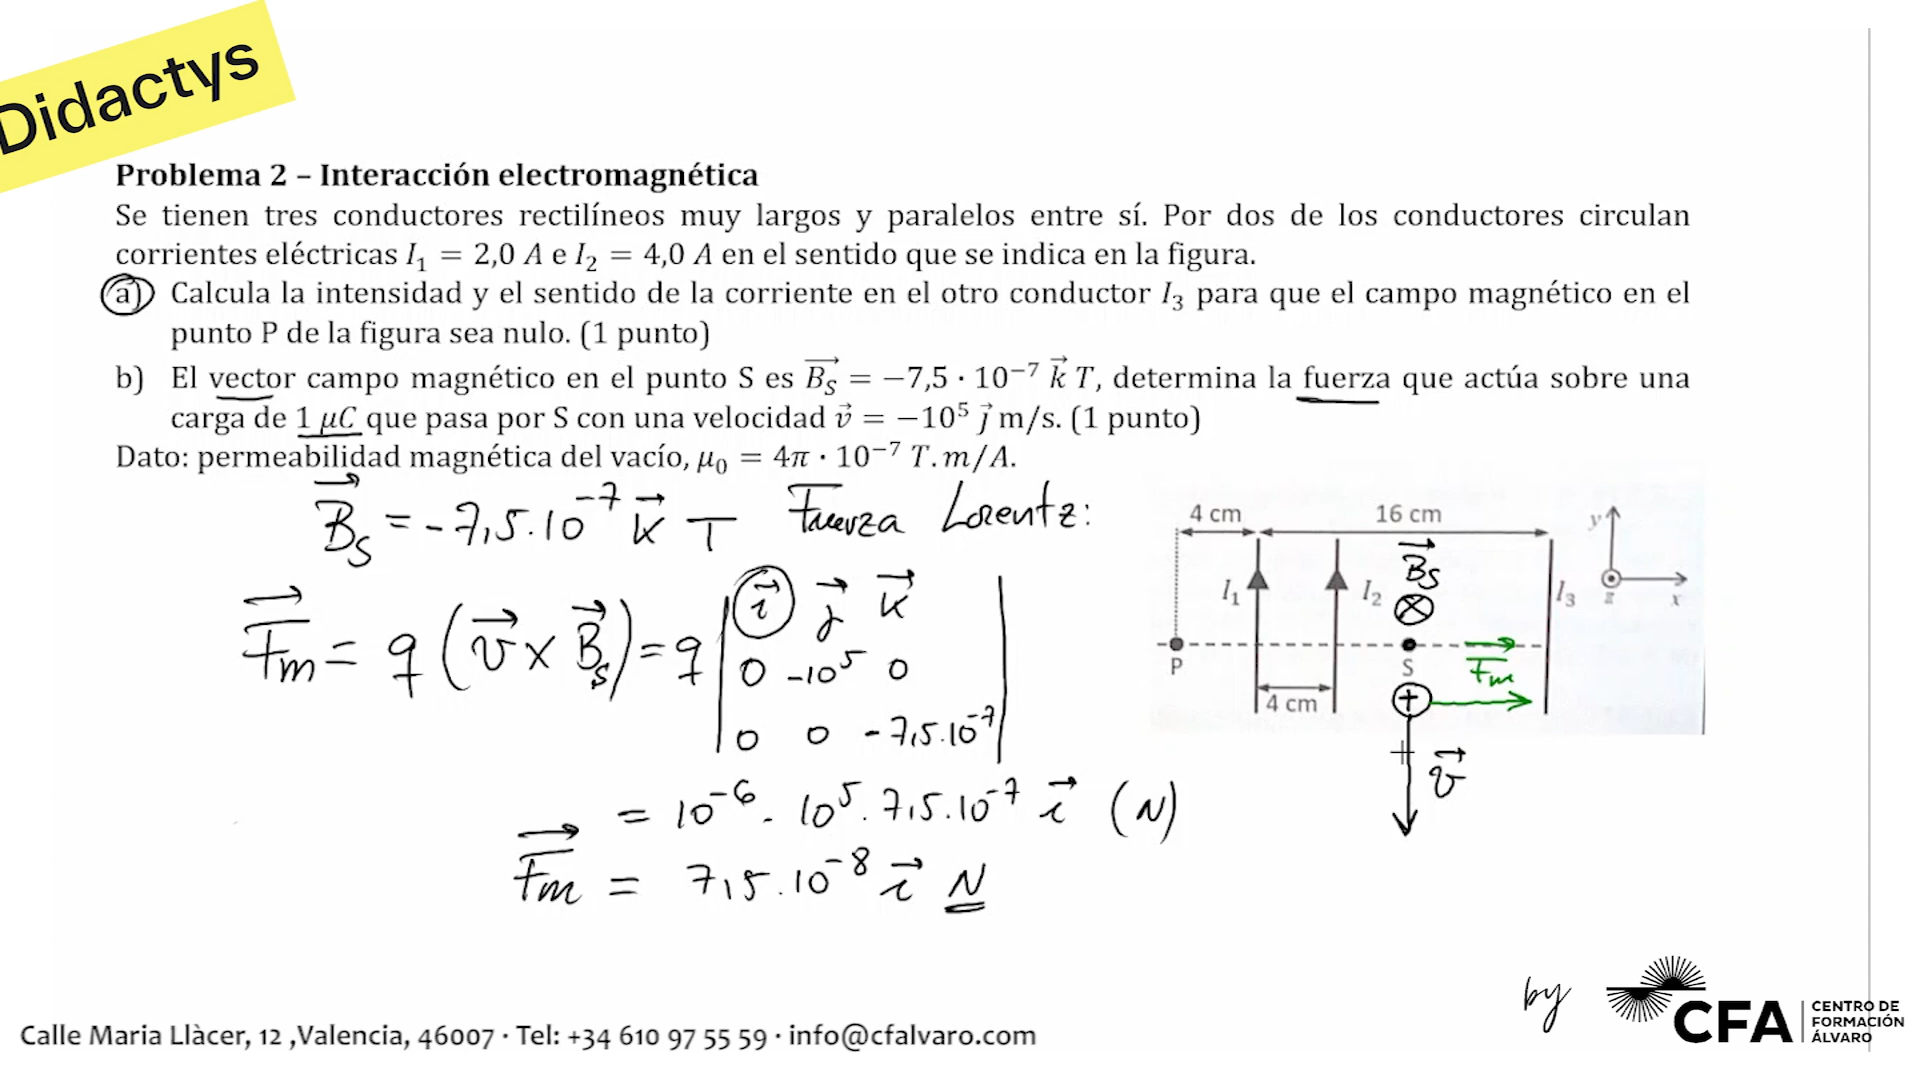 Didactys
Problema 2 – Interacción electromagnética
Se tienen tres conductores rectilíneos muy largos y paralelos entre sí. Por dos de los conductores circulan
corrientes eléctricas I₁ = 2,0 A e I₂ = 4,0 A en el sentido que se indica en la figura.
a) Calcula la intensidad y el sentido de la corriente en el otro conductor I₃ para que el campo magnético en el
punto P de la figura sea nulo. (1 punto)
b) El vector campo magnético en el punto S es B⃗_S = −7,5 · 10⁻⁷ k⃗ T, determina la fuerza que actúa sobre una
carga de 1 μC que pasa por S con una velocidad v⃗ = −10⁵ j⃗ m/s. (1 punto)
Dato: permeabilidad magnética del vacío, μ₀ = 4π · 10⁻⁷ T.m/A.
B⃗_S = -7,5.10⁻⁷ k⃗ T Fuerza Lorentz:
F⃗m = q (v⃗ x B⃗s) = q | i⃗ j⃗ k⃗ |
0 -10⁵ 0
0 0 -7,5.10⁻⁷
= 10⁻⁶ . 10⁵ . 7,5.10⁻⁷ i⃗ (N)
F⃗m = 7,5.10⁻⁸ i⃗ N
4 cm 16 cm
y
B⃗s
I₁ I₂ I₃
z x
P S F⃗m
4 cm +
v⃗
by
CFA CENTRO DE
FORMACIÓN
ÁLVARO
Calle Maria Llàcer, 12 ,Valencia, 46007 · Tel: +34 610 97 55 59 · info@cfalvaro.com